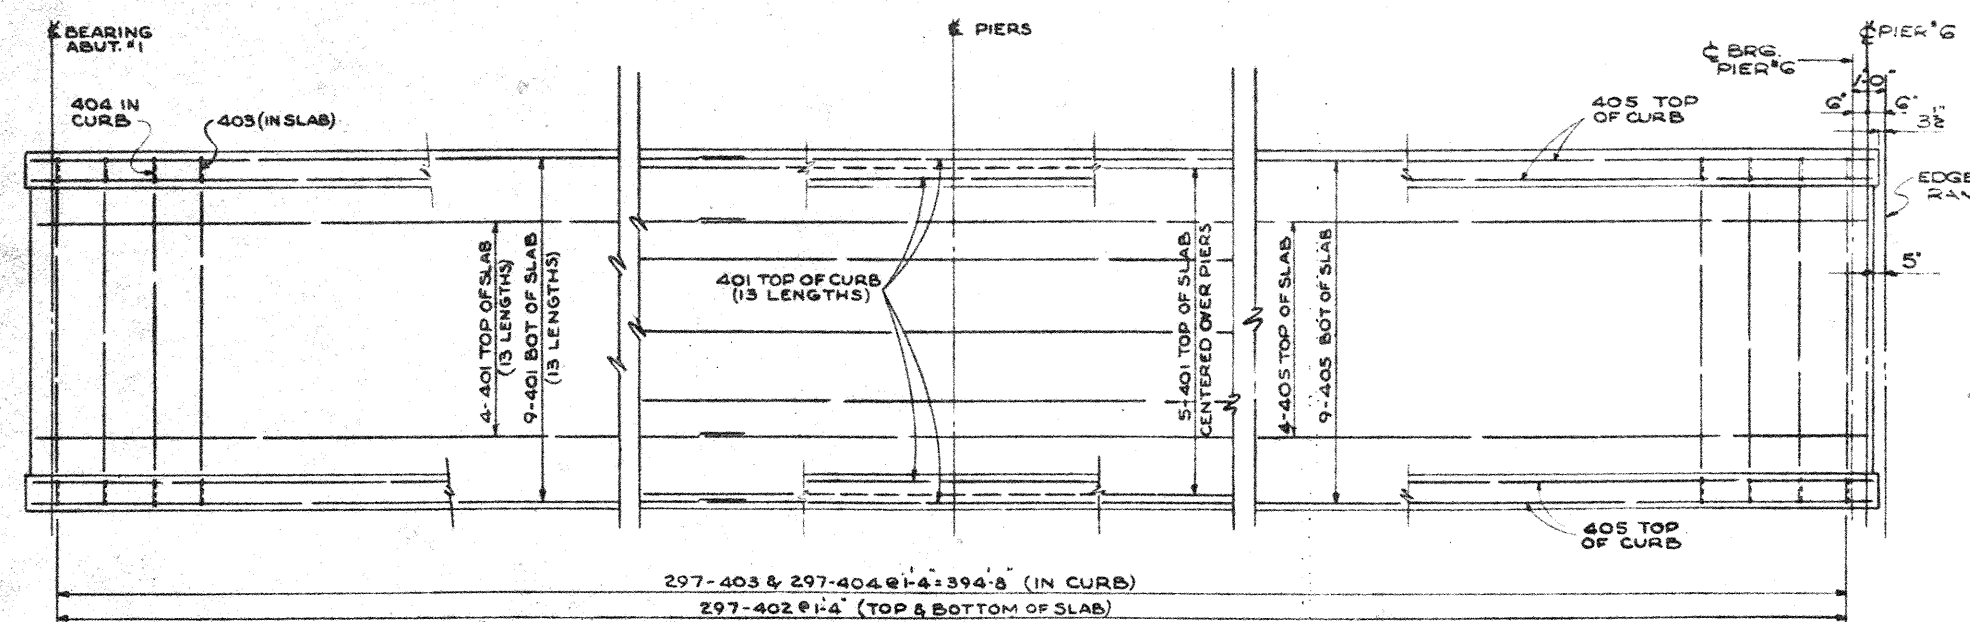 ℄ BEARING
ABUT. #1
℄ PIERS
℄ PIER #6
℄ BRG.
PIER #6
1'-0"
6"
6"
3½"
404 IN
CURB
403 (IN SLAB)
405 TOP
OF CURB
EDGE
5"
4-401 TOP OF SLAB
(13 LENGTHS)
9-401 BOT OF SLAB
(13 LENGTHS)
401 TOP OF CURB
(13 LENGTHS)
5-401 TOP OF SLAB
CENTERED OVER PIERS
4-405 TOP OF SLAB
9-405 BOT OF SLAB
405 TOP
OF CURB
297-403 & 297-404 @ 1'-4" = 394'-8" (IN CURB)
297-402 @ 1'-4" (TOP & BOTTOM OF SLAB)